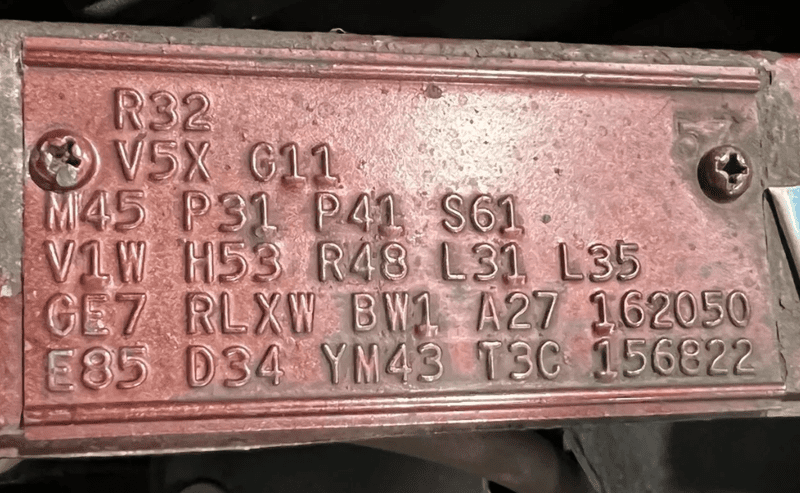 R32
V5X G11
M45 P31 P41 S61
V1W H53 R48 L31 L35
GE7 RLXW BW1 A27 162050
E85 D34 YM43 T3C 156822